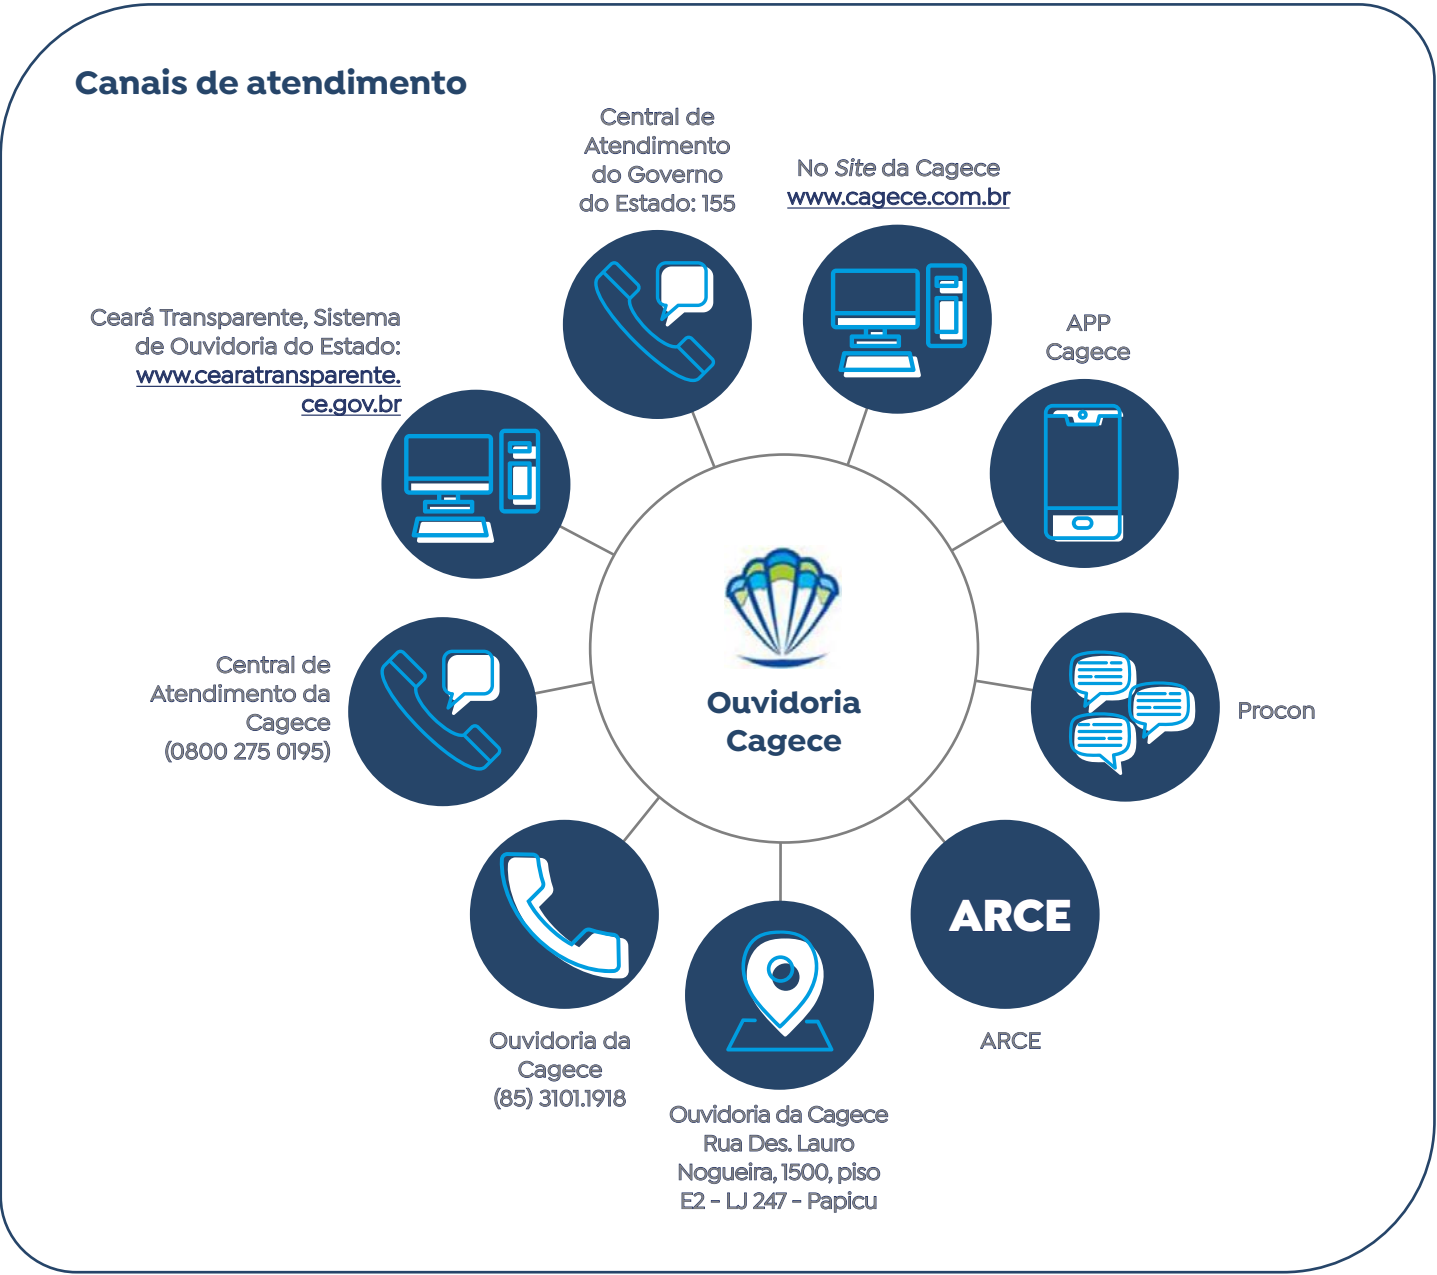 Canais de atendimento
Central de
Atendimento
do Governo
do Estado: 155
No Site da Cagece
www.cagece.com.br
APP
Cagece
Ceará Transparente, Sistema
de Ouvidoria do Estado:
www.cearatransparente.
ce.gov.br
Ouvidoria
Cagece
Central de
Atendimento da
Cagece
(0800 275 0195)
Procon
ARCE
ARCE
Ouvidoria da
Cagece
(85) 3101.1918
Ouvidoria da Cagece
Rua Des. Lauro
Nogueira, 1500, piso
E2 - LJ 247 - Papicu